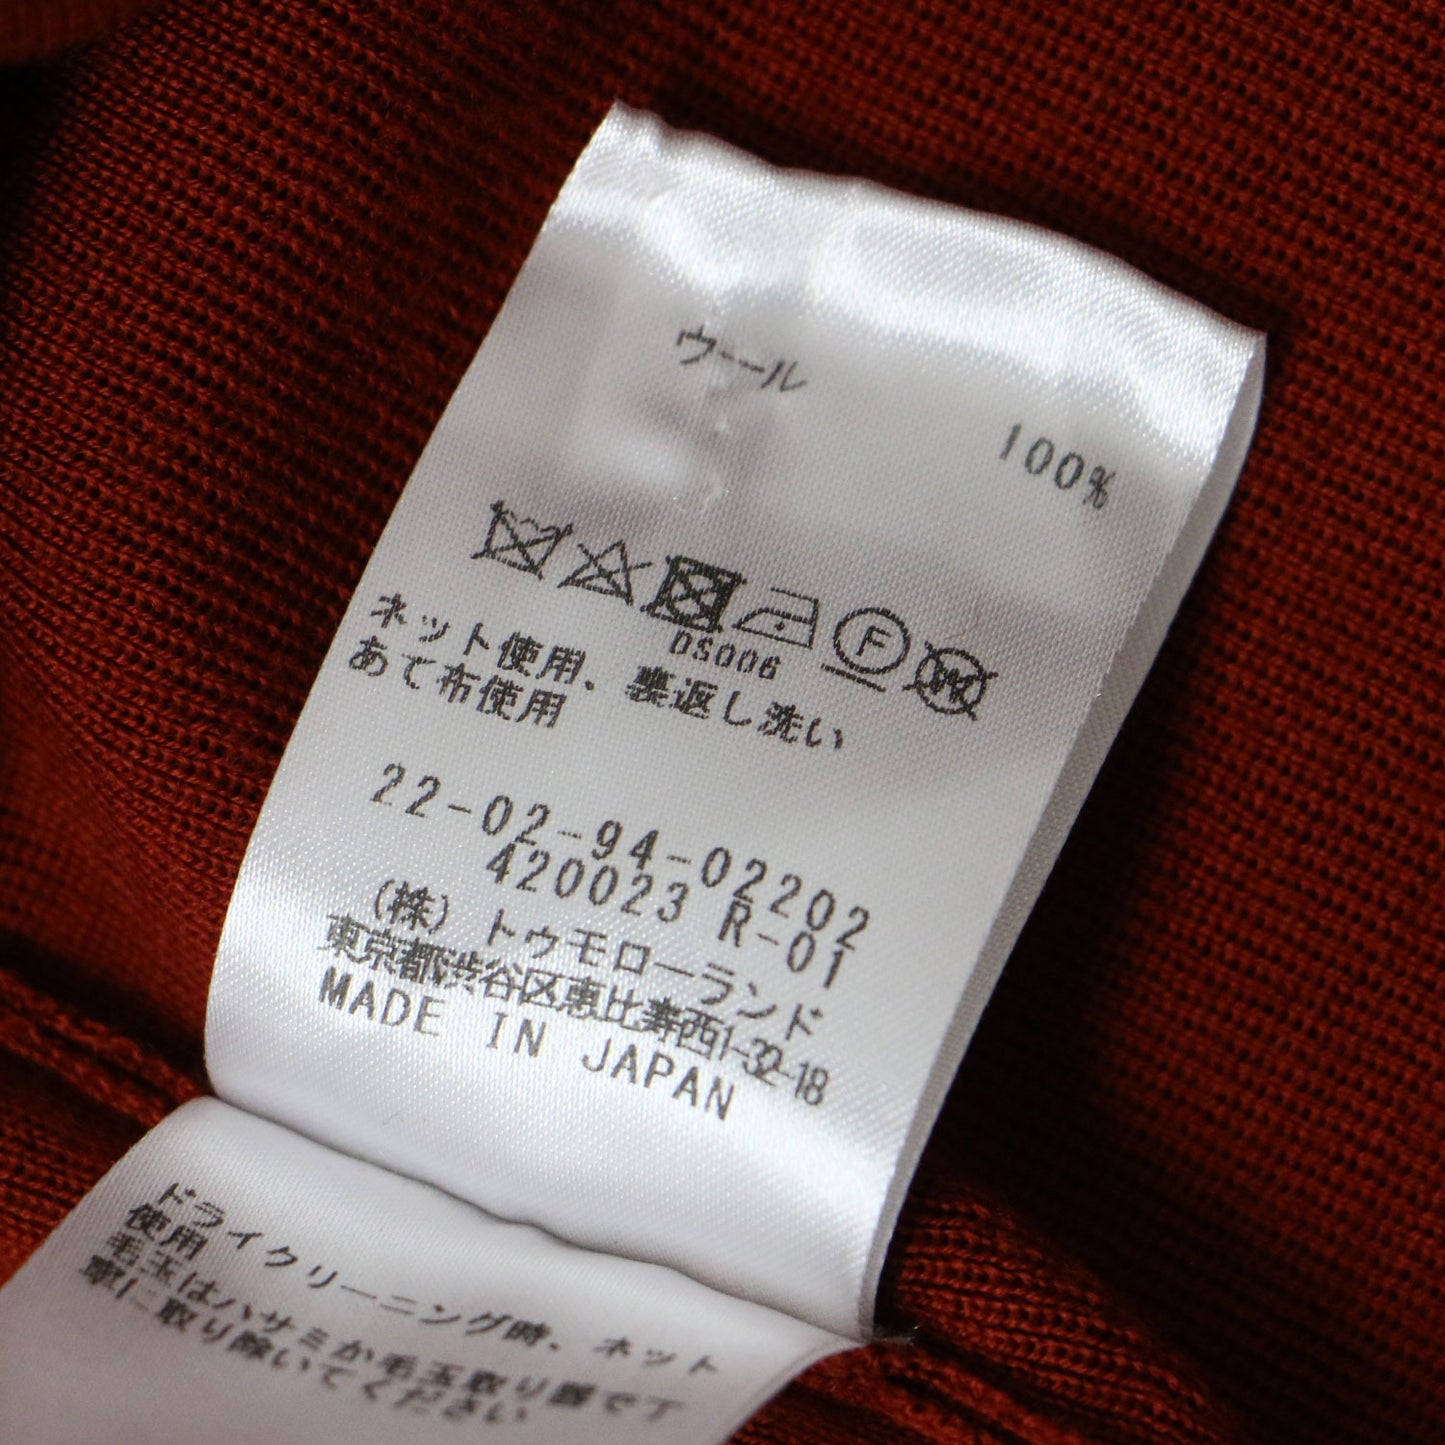 ウール 100%
F W
DS006
ネット使用、裏返し洗い
あて布使用
22-02-94-02202
420023 R-01
(株) トゥモローランド
東京都渋谷区恵比寿西1-32-18
MADE IN JAPAN
ドライクリーニング時、ネット
使用
毛玉はハサミか毛玉取り器で丁
寧に取り除いてください